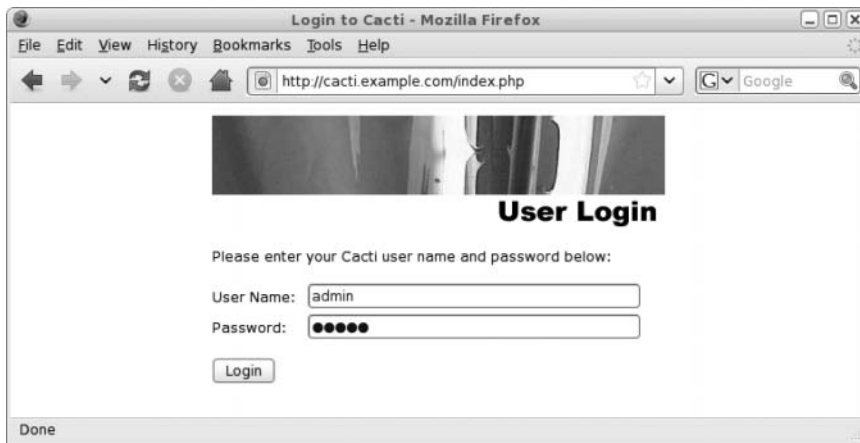 Login to Cacti - Mozilla Firefox
File Edit View History Bookmarks Tools Help
http://cacti.example.com/index.php
G Google
User Login
Please enter your Cacti user name and password below:
User Name: admin
Password: ●●●●●
Login
Done